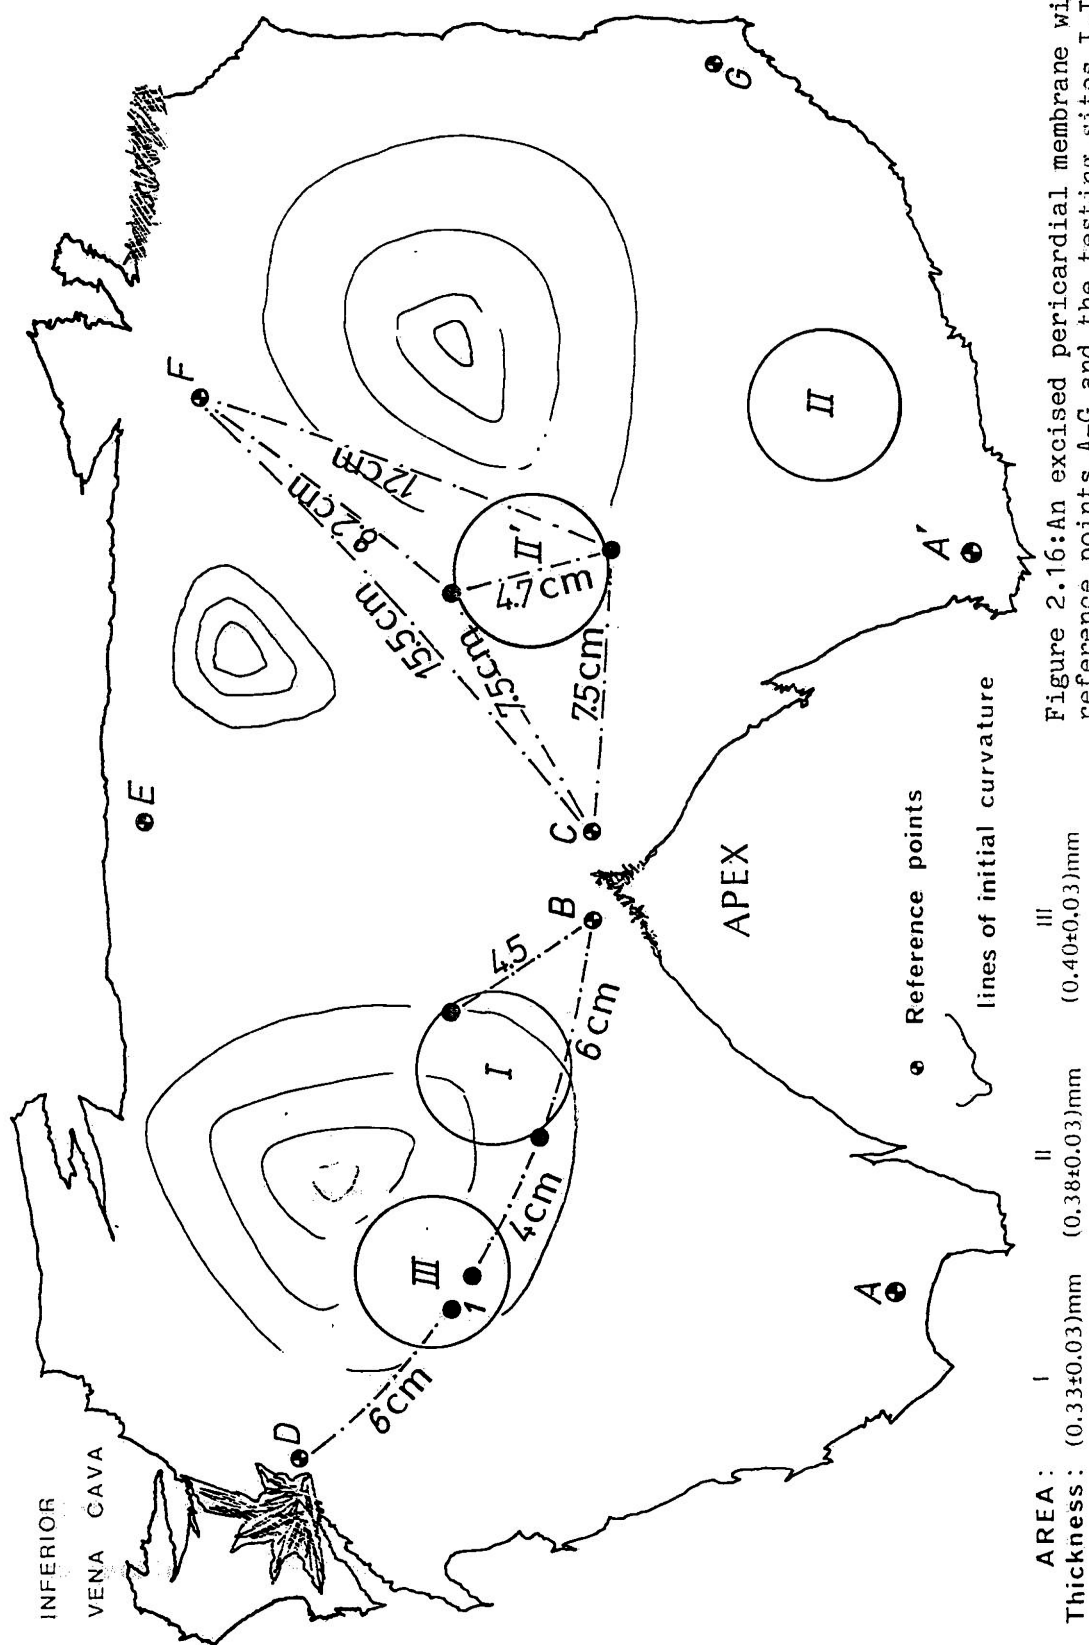 INFERIOR
VENA CAVA
D
E
F
G
6cm
III
1
4cm
I
4.5
6cm
B
C
15.5cm
8.2cm
12cm
7.5cm
4.7cm
II'
7.5cm
II
A
A'
APEX
Reference points
lines of initial curvature
AREA: I II III
Thickness: (0.33±0.03)mm (0.38±0.03)mm (0.40±0.03)mm
Figure 2.16:An excised pericardial membrane wi
reference points A-G and the testing sites I